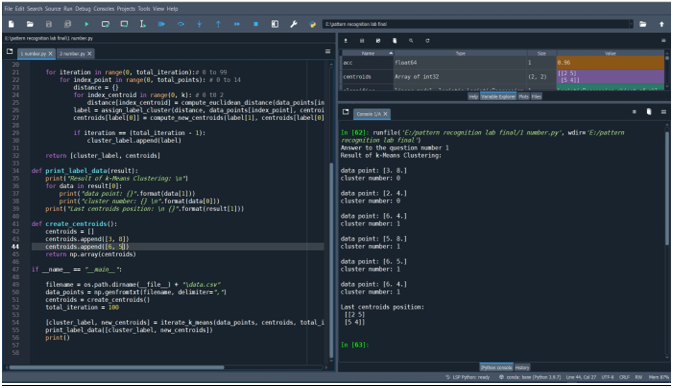 File Edit Search Source Run Debug Consoles Projects Tools View Help
E:\pattern recognition lab final
E:\pattern recognition lab final\1 number.py
1 number.py
2 number.py
20
21 for iteration in range(0, total_iteration):# 0 to 99
22 for index_point in range(0, total_points): # 0 to 14
23 distance = {}
24 for index_centroid in range(0, k): # 0 TO 2
25 distance[index_centroid] = compute_euclidean_distance(data_points[in
26 label = assign_label_cluster(distance, data_points[index_point], centroi
27 centroids[label[0]] = compute_new_centroids(label[1], centroids[label[0]
28
29 if iteration == (total_iteration - 1):
30 cluster_label.append(label)
31
32 return [cluster_label, centroids]
33
34 def print_label_data(result):
35 print("Result of k-Means Clustering: \n")
36 for data in result[0]:
37 print("data point: {}".format(data[1]))
38 print("cluster number: {} \n".format(data[0]))
39 print("Last centroids position: \n {}".format(result[1]))
40
41 def create_centroids():
42 centroids = []
43 centroids.append([3, 8])
44 centroids.append([6, 5])
45 return np.array(centroids)
46
47 if __name__ == "__main__":
48
49 filename = os.path.dirname(__file__) + "\data.csv"
50 data_points = np.genfromtxt(filename, delimiter=",")
51 centroids = create_centroids()
52 total_iteration = 100
53
54 [cluster_label, new_centroids] = iterate_k_means(data_points, centroids, total_i
55 print_label_data([cluster_label, new_centroids])
56 print()
57
58
Name Type Size Value
acc float64 1 0.96
centroids Array of int32 (2, 2) [[2 5]
[5 4]]
Help Variable Explorer Plots Files
Console 1/A
In [62]: runfile('E:/pattern recognition lab final/1 number.py', wdir='E:/pattern
recognition lab final')
Answer to the question number 1
Result of k-Means Clustering:
data point: [3. 8.]
cluster number: 0
data point: [2. 4.]
cluster number: 0
data point: [6. 4.]
cluster number: 1
data point: [5. 8.]
cluster number: 1
data point: [6. 5.]
cluster number: 1
data point: [6. 4.]
cluster number: 1
Last centroids position:
[[2 5]
[5 4]]
In [63]:
IPython console History
LSP Python: ready conda: base (Python 3.8.7) Line 44, Col 27 UTF-8 CRLF RW Mem 87%